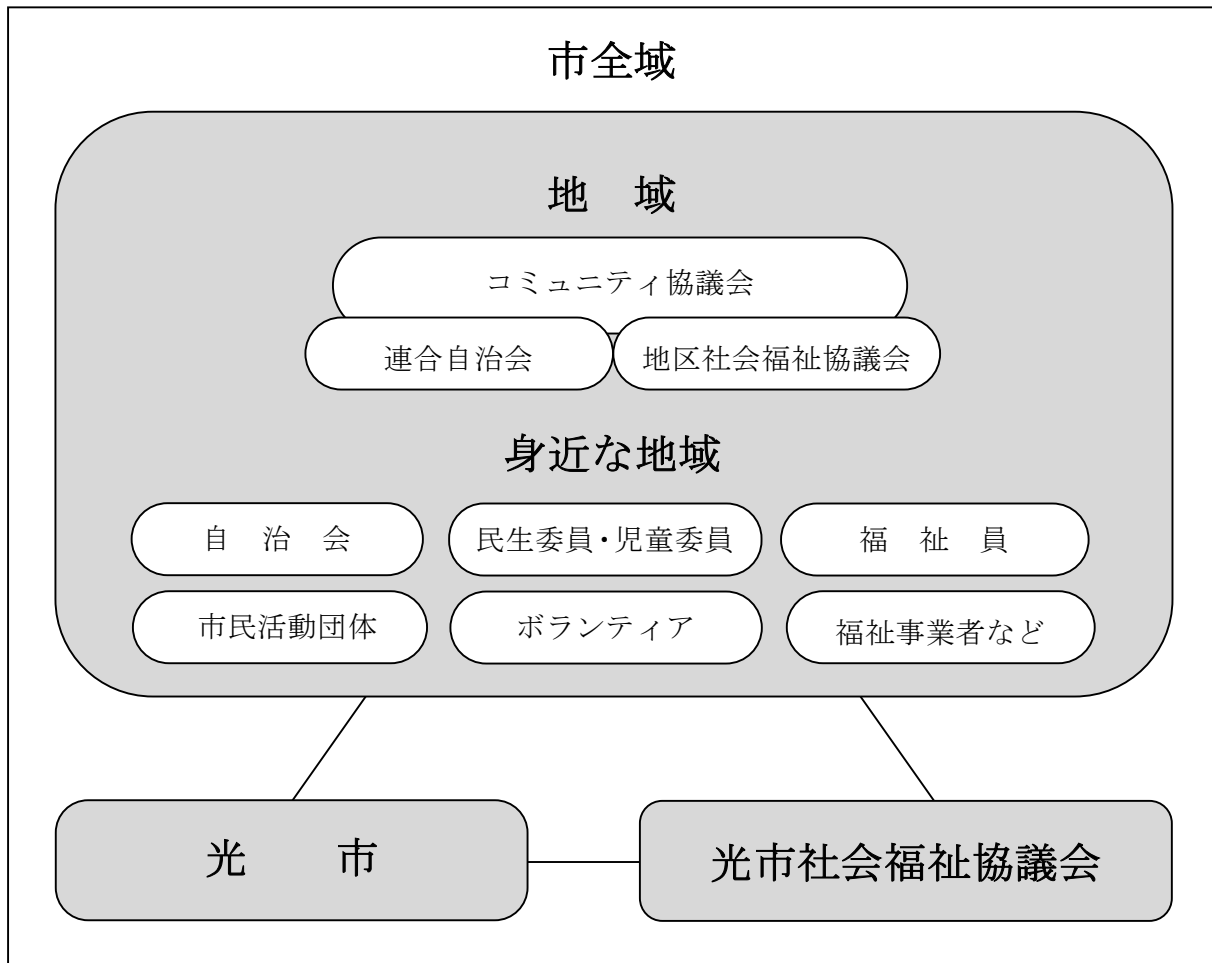 市全域
地　域
コミュニティ協議会
連合自治会　地区社会福祉協議会
身近な地域
自　治　会　民生委員・児童委員　福　祉　員
市民活動団体　ボランティア　福祉事業者など
光　　市　光市社会福祉協議会